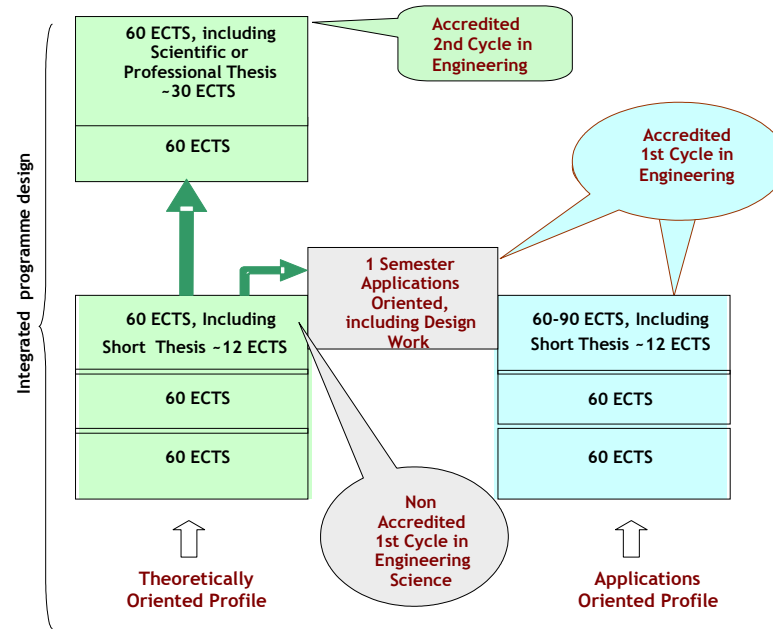 60 ECTS, including
Scientific or
Professional Thesis
~30 ECTS
60 ECTS
Accredited
2nd Cycle in
Engineering
Accredited
1st Cycle in
Engineering
Integrated programme design
1 Semester
Applications
Oriented,
including Design
Work
60 ECTS, Including
Short Thesis ~12 ECTS
60 ECTS
60 ECTS
60-90 ECTS, Including
Short Thesis ~12 ECTS
60 ECTS
60 ECTS
Non
Accredited
1st Cycle in
Engineering
Science
Theoretically
Oriented Profile
Applications
Oriented Profile